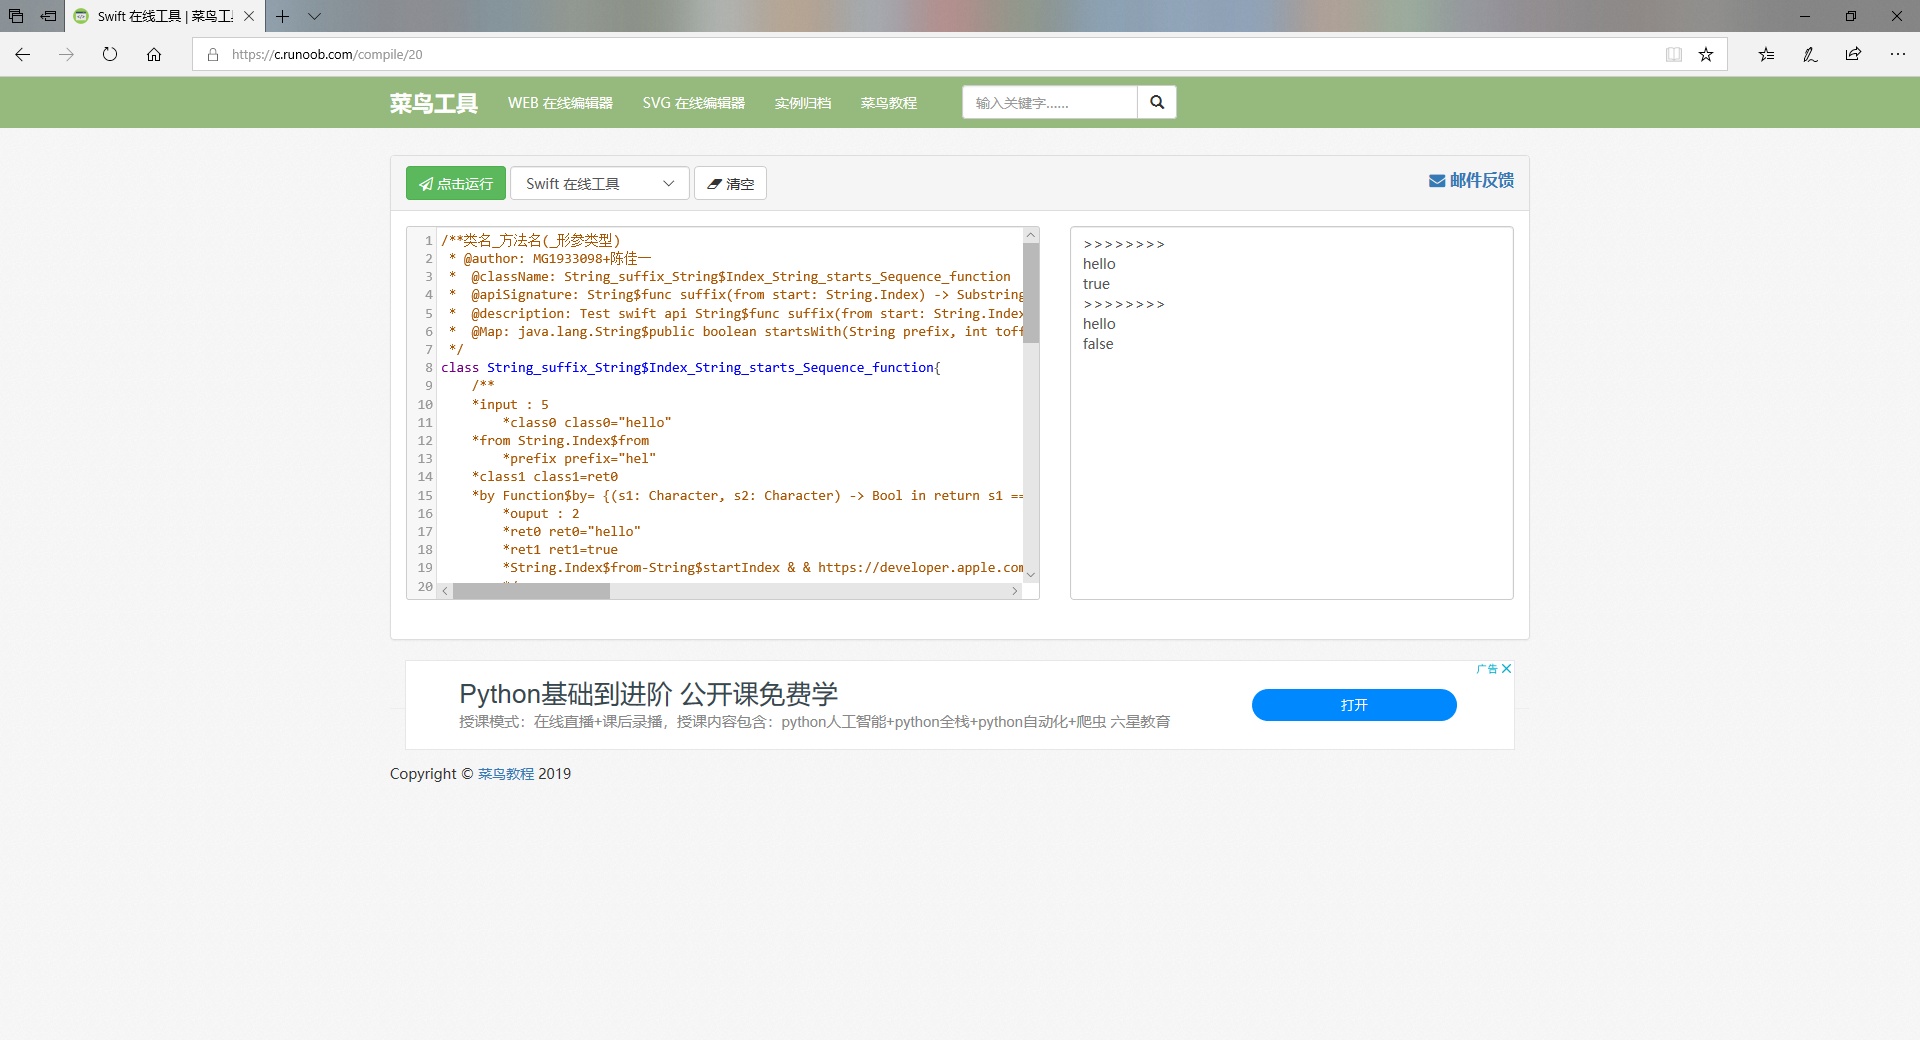 Swift 在线工具 | 菜鸟工
https://c.runoob.com/compile/20
菜鸟工具 WEB 在线编辑器 SVG 在线编辑器 实例归档 菜鸟教程 输入关键字......
点击运行 Swift 在线工具 清空 邮件反馈
1 /**类名_方法名(_形参类型)
2 * @author: MG1933098+陈佳一
3 * @className: String_suffix_String$Index_String_starts_Sequence_function
4 * @apiSignature: String$func suffix(from start: String.Index) -> Substring
5 * @description: Test swift api String$func suffix(from start: String.Index
6 * @Map: java.lang.String$public boolean startsWith(String prefix, int toff
7 */
8 class String_suffix_String$Index_String_starts_Sequence_function{
9 /**
10 *input : 5
11 *class0 class0="hello"
12 *from String.Index$from
13 *prefix prefix="hel"
14 *class1 class1=ret0
15 *by Function$by= {(s1: Character, s2: Character) -> Bool in return s1 ==
16 *ouput : 2
17 *ret0 ret0="hello"
18 *ret1 ret1=true
19 *String.Index$from-String$startIndex & & https://developer.apple.com
20
>>>>>>>>
hello
true
>>>>>>>>
hello
false
广告
Python基础到进阶 公开课免费学
授课模式：在线直播+课后录播，授课内容包含：python人工智能+python全栈+python自动化+爬虫 六星教育
打开
Copyright © 菜鸟教程 2019